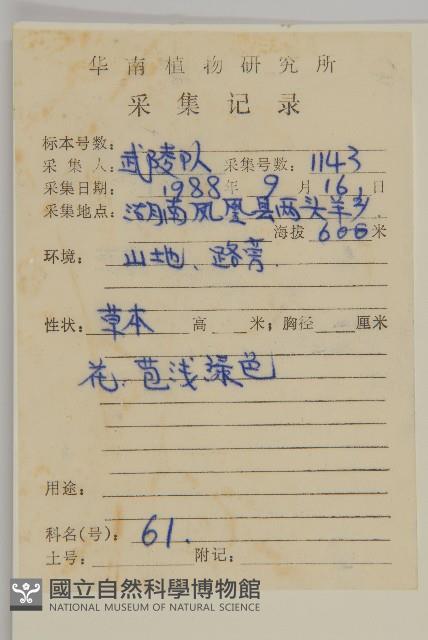 华南植物研究所
采集记录
标本号数:
采集人: 武陵队 采集号数: 1143
采集日期: 1988年9月16日
采集地点: 湖南凤凰县两头羊乡.
海拔 600米
环境: 山地、路旁.
性状: 草本 高 米; 胸径 厘米
花、苞浅绿色
用途:
科名(号): 61.
土号: 附记:
國立自然科學博物館
NATIONAL MUSEUM OF NATURAL SCIENCE